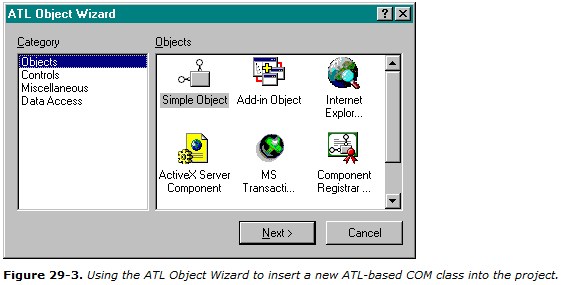 ATL Object Wizard
Category
Objects
Objects
Controls
Miscellaneous
Data Access
Simple Object
Add-in Object
Internet
Explor...
ActiveX Server
Component
MS
Transacti...
Component
Registrar ...
Next >
Cancel
Figure 29-3. Using the ATL Object Wizard to insert a new ATL-based COM class into the project.